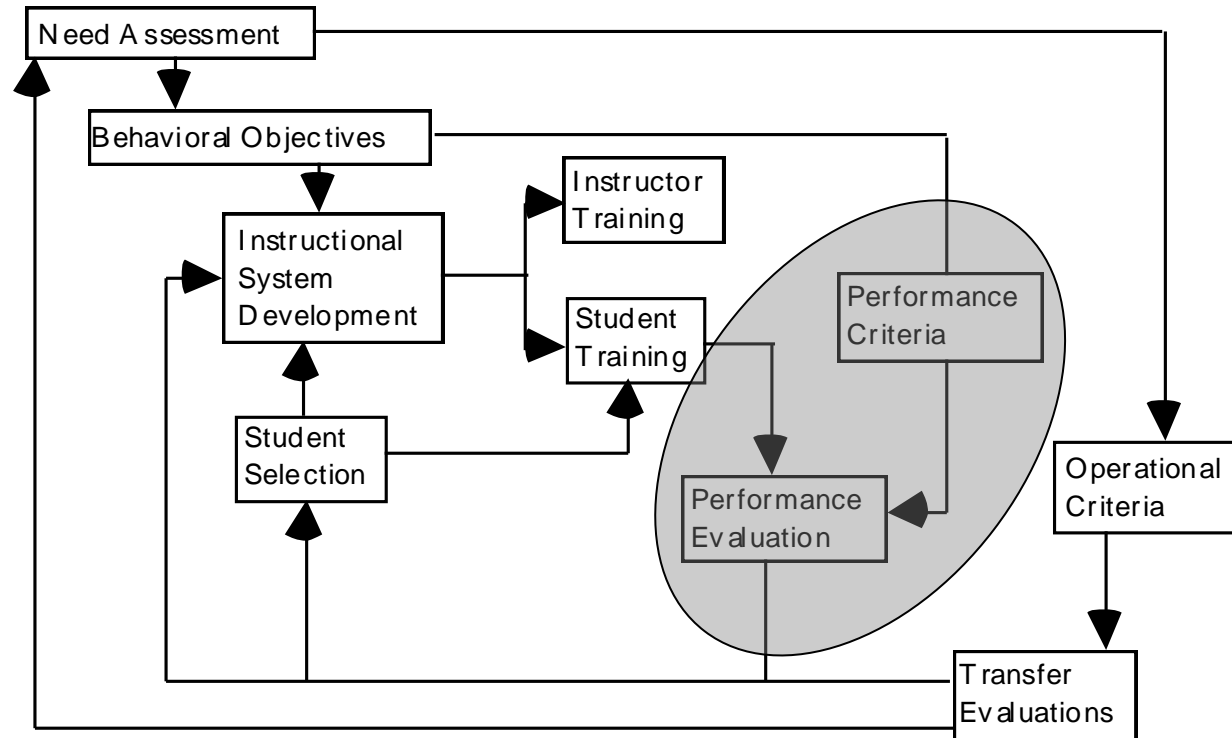 Need Assessment
Behavioral Objectives
Instructor
Training
Instructional
System
Development
Performance
Criteria
Student
Training
Student
Selection
Operational
Criteria
Performance
Evaluation
Transfer
Evaluations